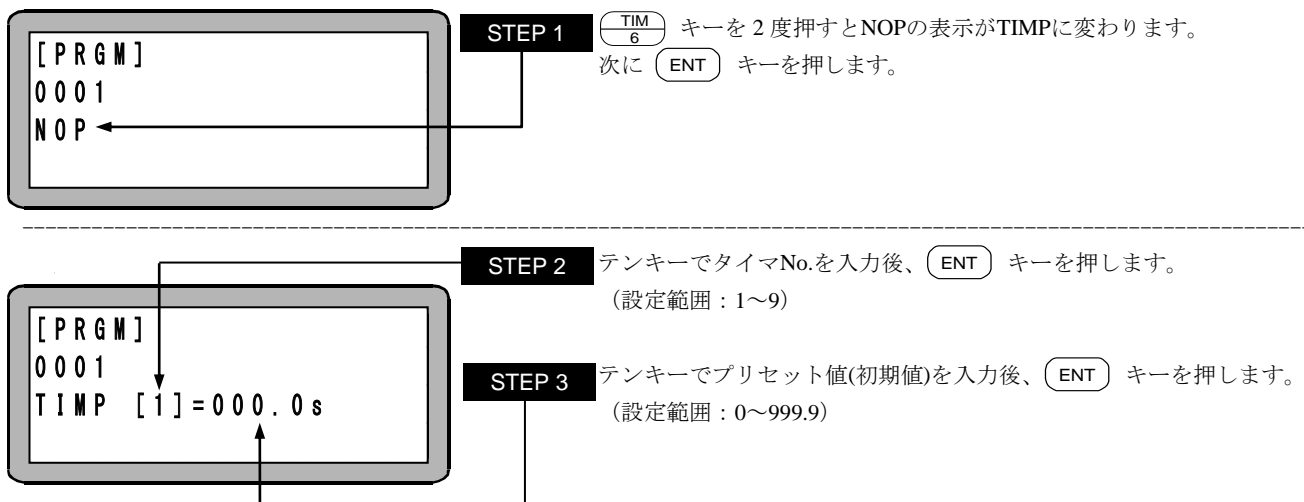 [PRGM]
0001
NOP
STEP 1
TIM
6
キーを2度押すとNOPの表示がTIMPに変わります。
次に ENT キーを押します。
STEP 2 テンキーでタイマNo.を入力後、 ENT キーを押します。
(設定範囲:1〜9)
[PRGM]
0001
TIMP [1]=000.0s
STEP 3 テンキーでプリセット値(初期値)を入力後、 ENT キーを押します。
(設定範囲:0〜999.9)